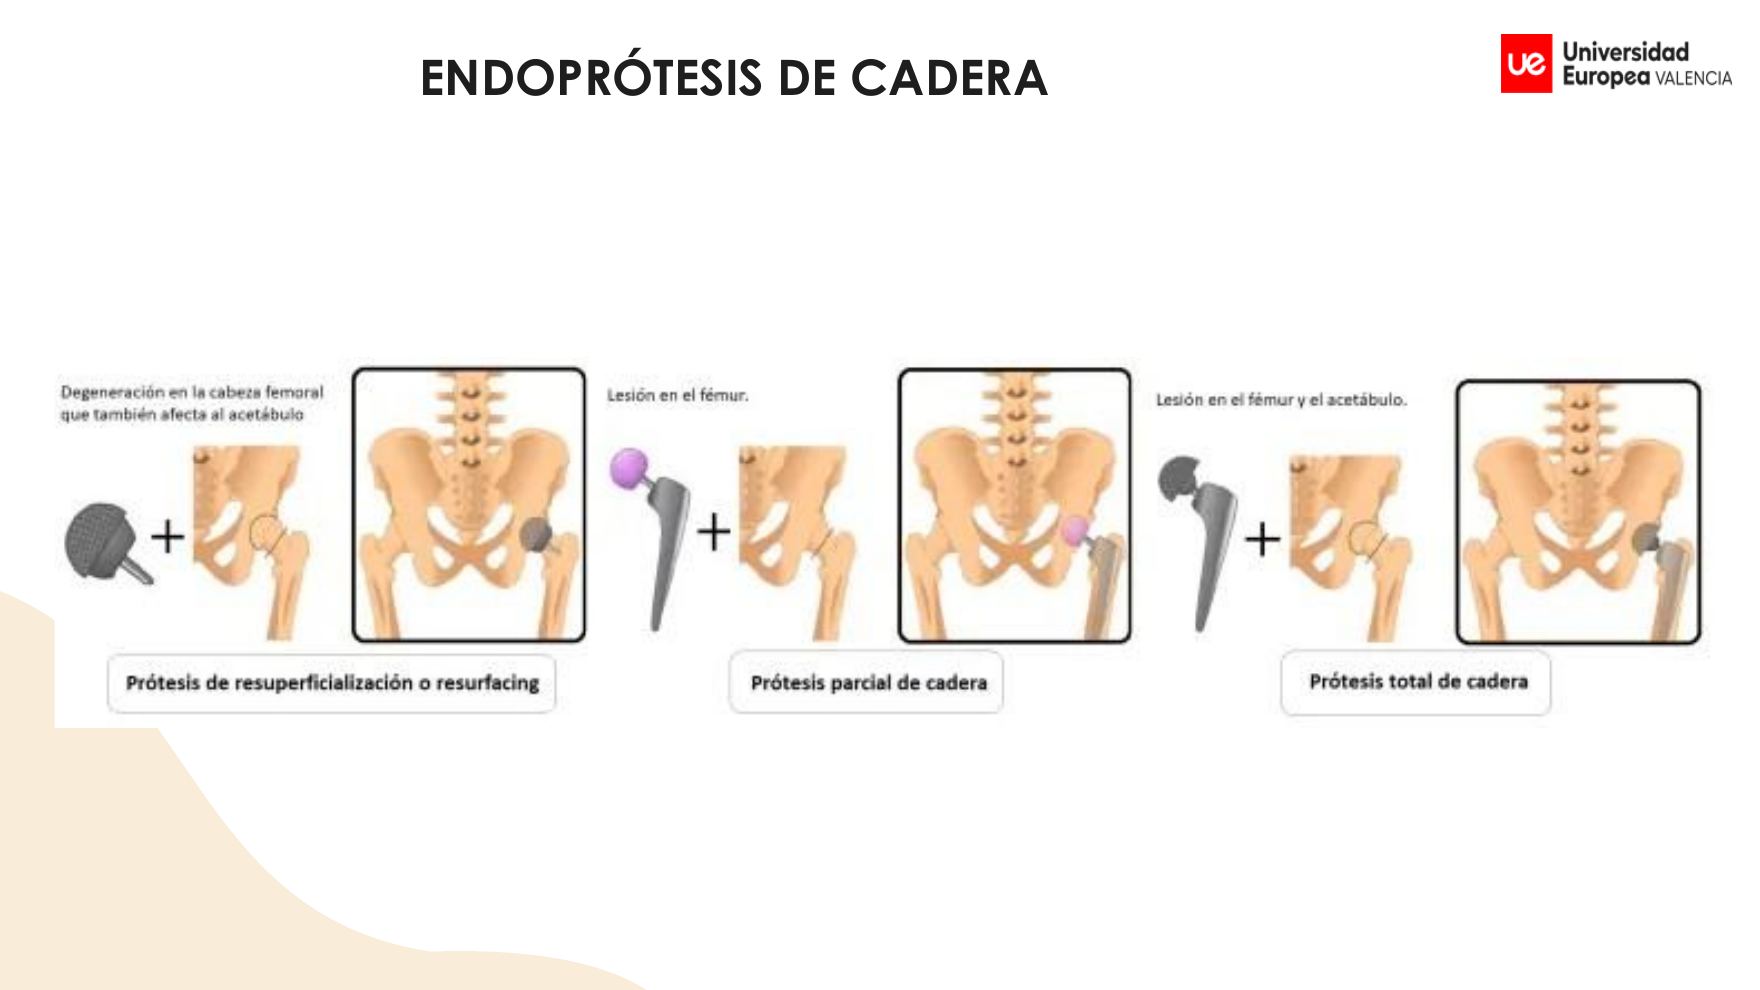 ENDOPRÓTESIS DE CADERA
ue Universidad
Europea VALENCIA
Degeneración en la cabeza femoral
que también afecta al acetábulo
Prótesis de resuperficialización o resurfacing
Lesión en el fémur.
Prótesis parcial de cadera
Lesión en el fémur y el acetábulo.
Prótesis total de cadera